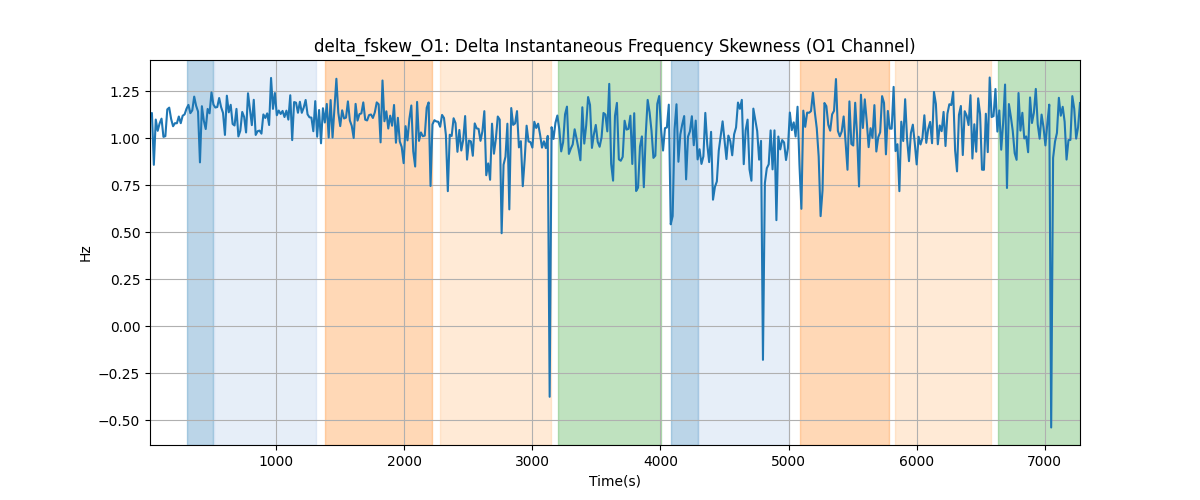 delta_fskew_O1: Delta Instantaneous Frequency Skewness (O1 Channel)
Hz
1.25
1.00
0.75
0.50
0.25
0.00
−0.25
−0.50
1000 2000 3000 4000 5000 6000 7000
Time(s)